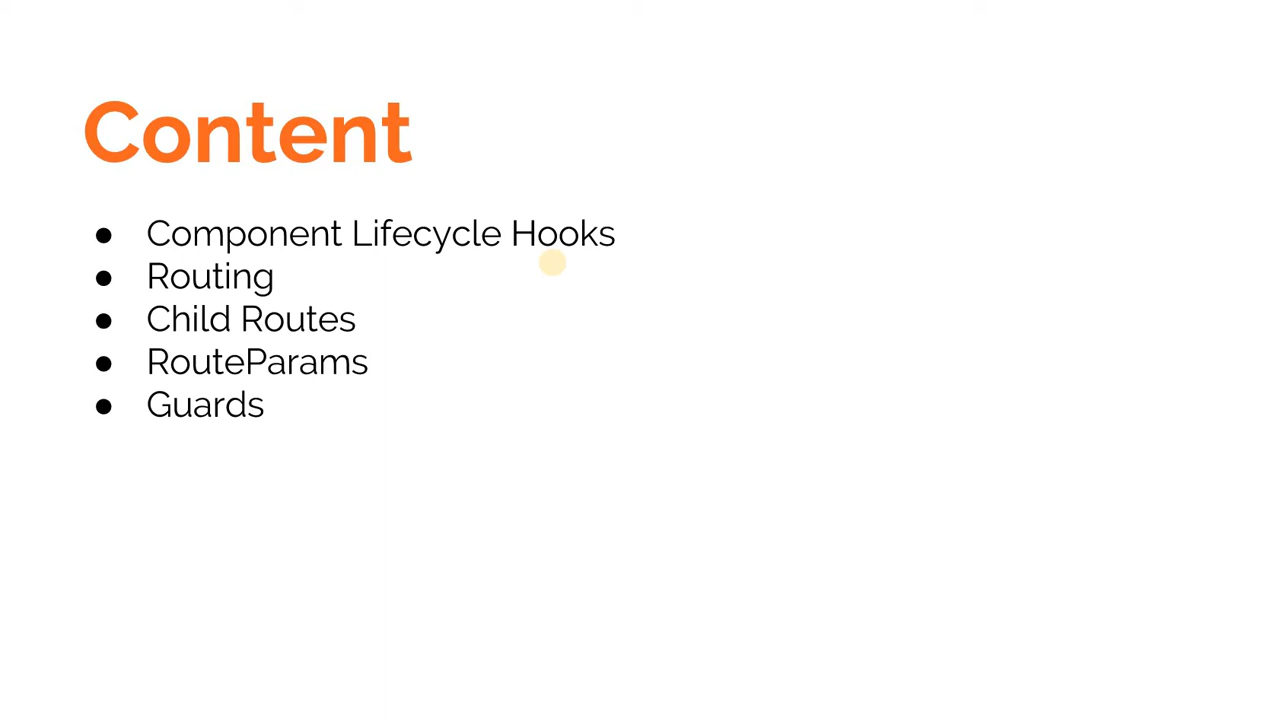 Content
● Component Lifecycle Hooks
● Routing
● Child Routes
● RouteParams
● Guards